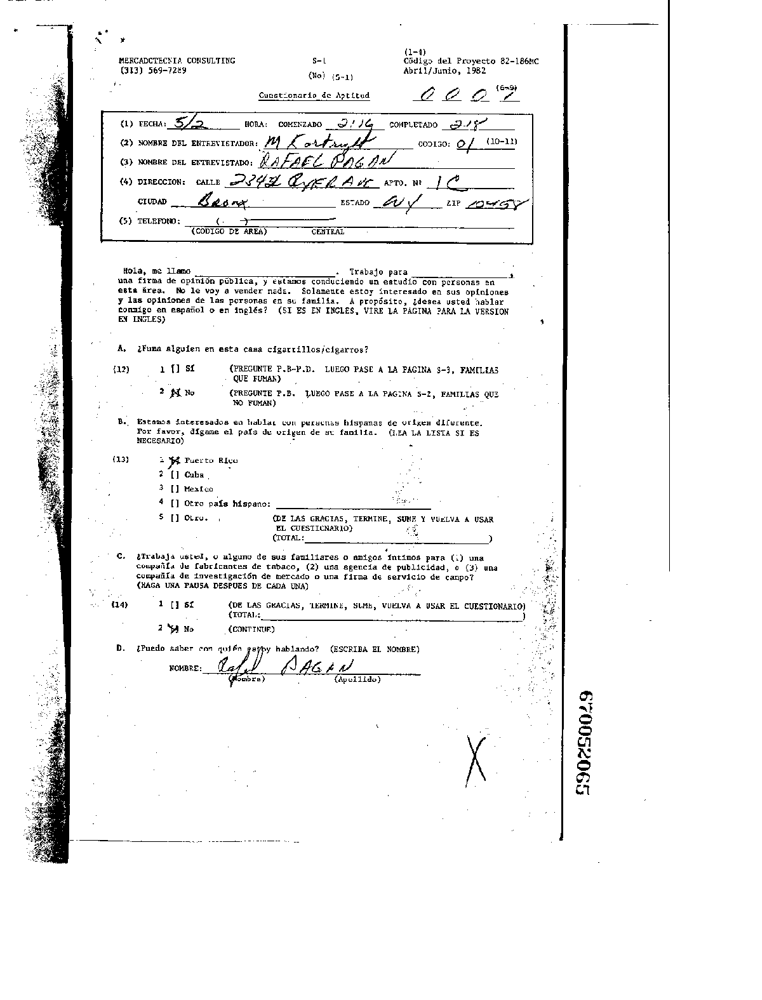 (1-4)
MERCADOTECNIA CONSULTING S-1 Código del Proyecto 82-186MC
(313) 569-7289 (No) (S-1) Abril/Junio, 1982
Cuestionario de Aptitud 0 0 0 7 (6-9)
(1) FECHA: 5/2 HORA: COMENZADO 2:16 COMPLETADO 2:18
(2) NOMBRE DEL ENTREVISTADOR: M Kortright CODIGO: 01 (10-11)
(3) NOMBRE DEL ENTREVISTADO: RAFAEL PAGAN
(4) DIRECCION: CALLE AVE APTO. Nº 1C
CIUDAD Bronx ESTADO NY ZIP 10458
(5) TELEFONO: ( )
(CODIGO DE AREA) CENTRAL
Hola, me llamo . Trabajo para ,
una firma de opinión pública, y estamos conduciendo un estudio con personas en
esta área. No le voy a vender nada. Solamente estoy interesado en sus opiniones
y las opiniones de las personas en su familia. A propósito, ¿desea usted hablar
conmigo en español o en inglés? (SI ES EN INGLES, VIRE LA PAGINA PARA LA VERSION
EN INGLES)
A. ¿Fuma alguien en esta casa cigarrillos/cigarros?
(12) 1 [] Sí (PREGUNTE P.B-P.D. LUEGO PASE A LA PAGINA S-3, FAMILIAS
QUE FUMAN)
2 [X] No (PREGUNTE P.B. LUEGO PASE A LA PAGINA S-2, FAMILIAS QUE
NO FUMAN)
B. Estamos interesados en hablar con personas hispanas de origen diferente.
Por favor, dígame el país de origen de su familia. (LEA LA LISTA SI ES
NECESARIO)
(13) 1 [X] Puerto Rico
2 [] Cuba
3 [] Mexico
4 [] Otro país hispano:
5 [] Otro. (DE LAS GRACIAS, TERMINE, SUME Y VUELVA A USAR
EL CUESTIONARIO)
(TOTAL: )
C. ¿Trabaja usted, o alguno de sus familiares o amigos íntimos para (1) una
compañía de fabricantes de tabaco, (2) una agencia de publicidad, o (3) una
compañía de investigación de mercado o una firma de servicio de campo?
(HAGA UNA PAUSA DESPUES DE CADA UNA)
(14) 1 [] Sí (DE LAS GRACIAS, TERMINE, SUME, VUELVA A USAR EL CUESTIONARIO)
(TOTAL: )
2 [X] No (CONTINUE)
D. ¿Puedo saber con quién estoy hablando? (ESCRIBA EL NOMBRE)
NOMBRE: Rafael PAGAN
(Nombre) (Apellido)
X
670052065